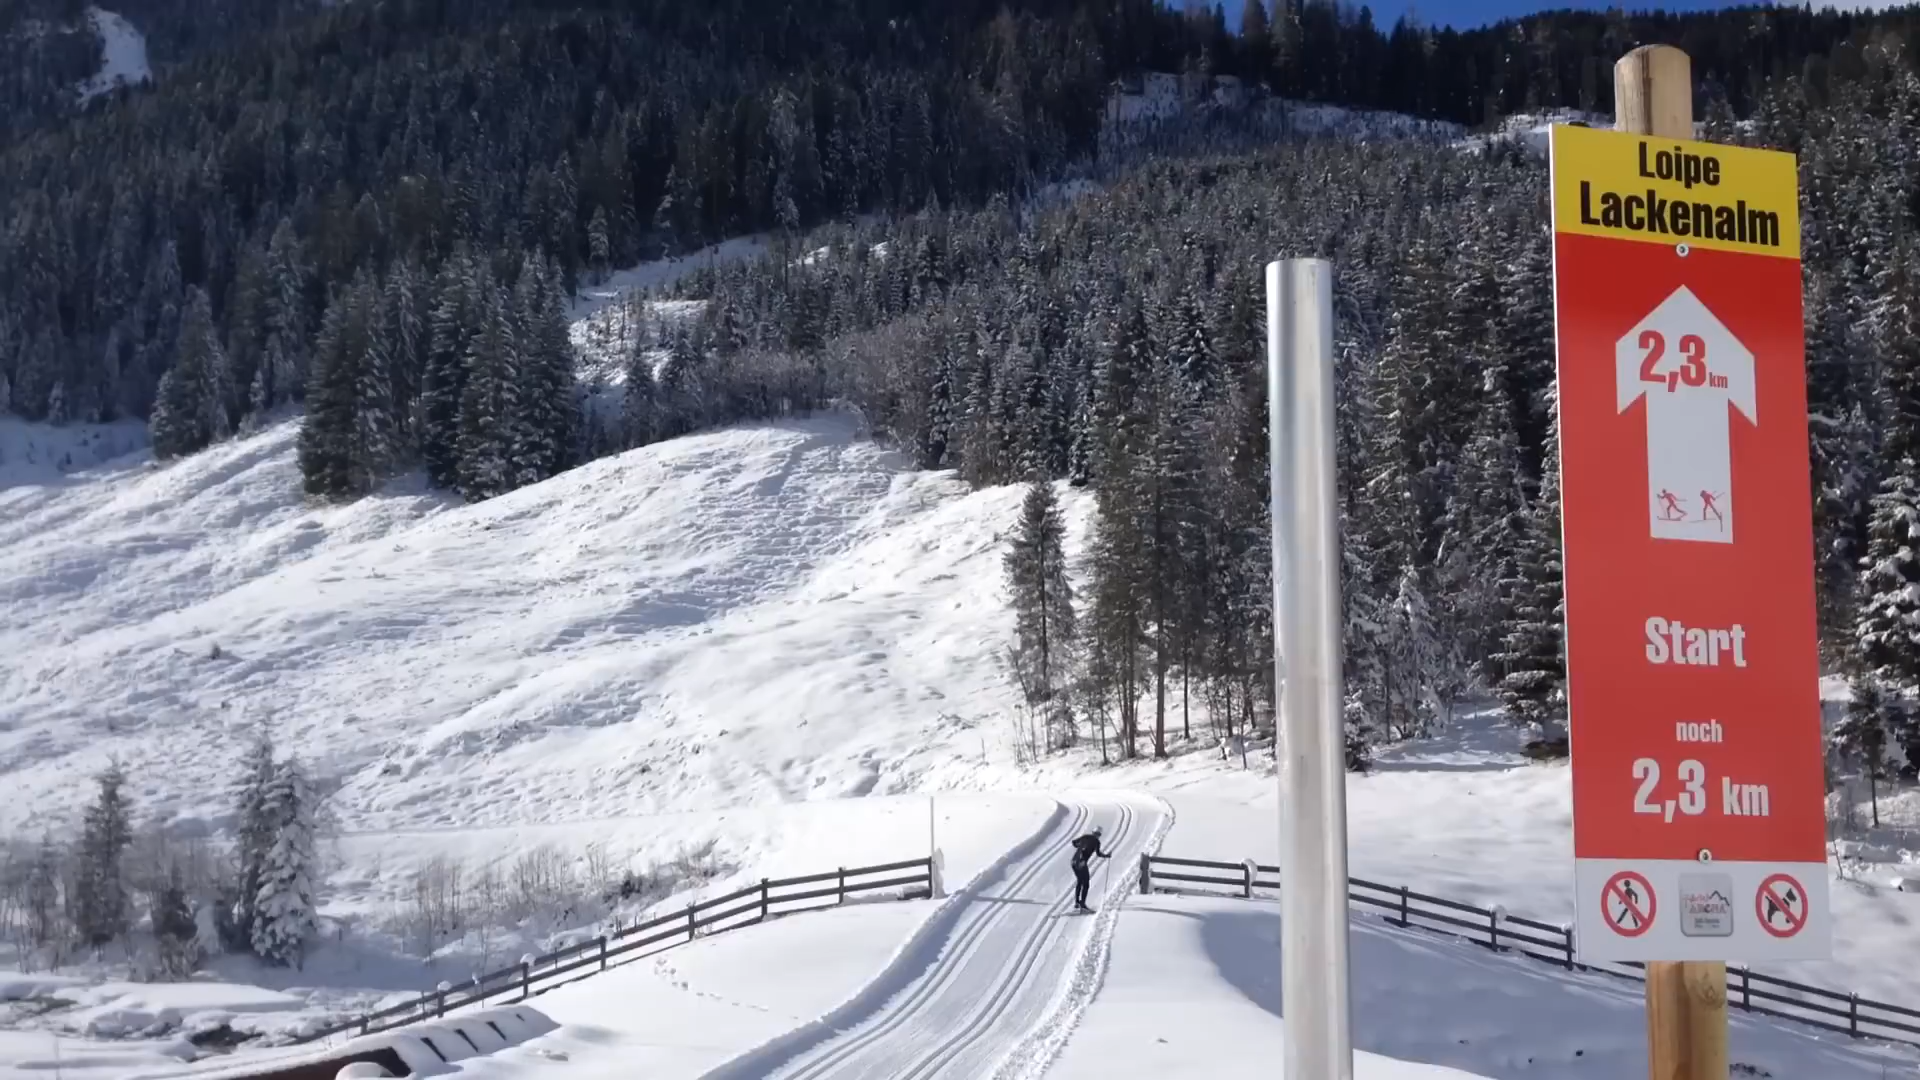 Loipe
Lackenalm
2,3 km
Start
noch
2,3 km